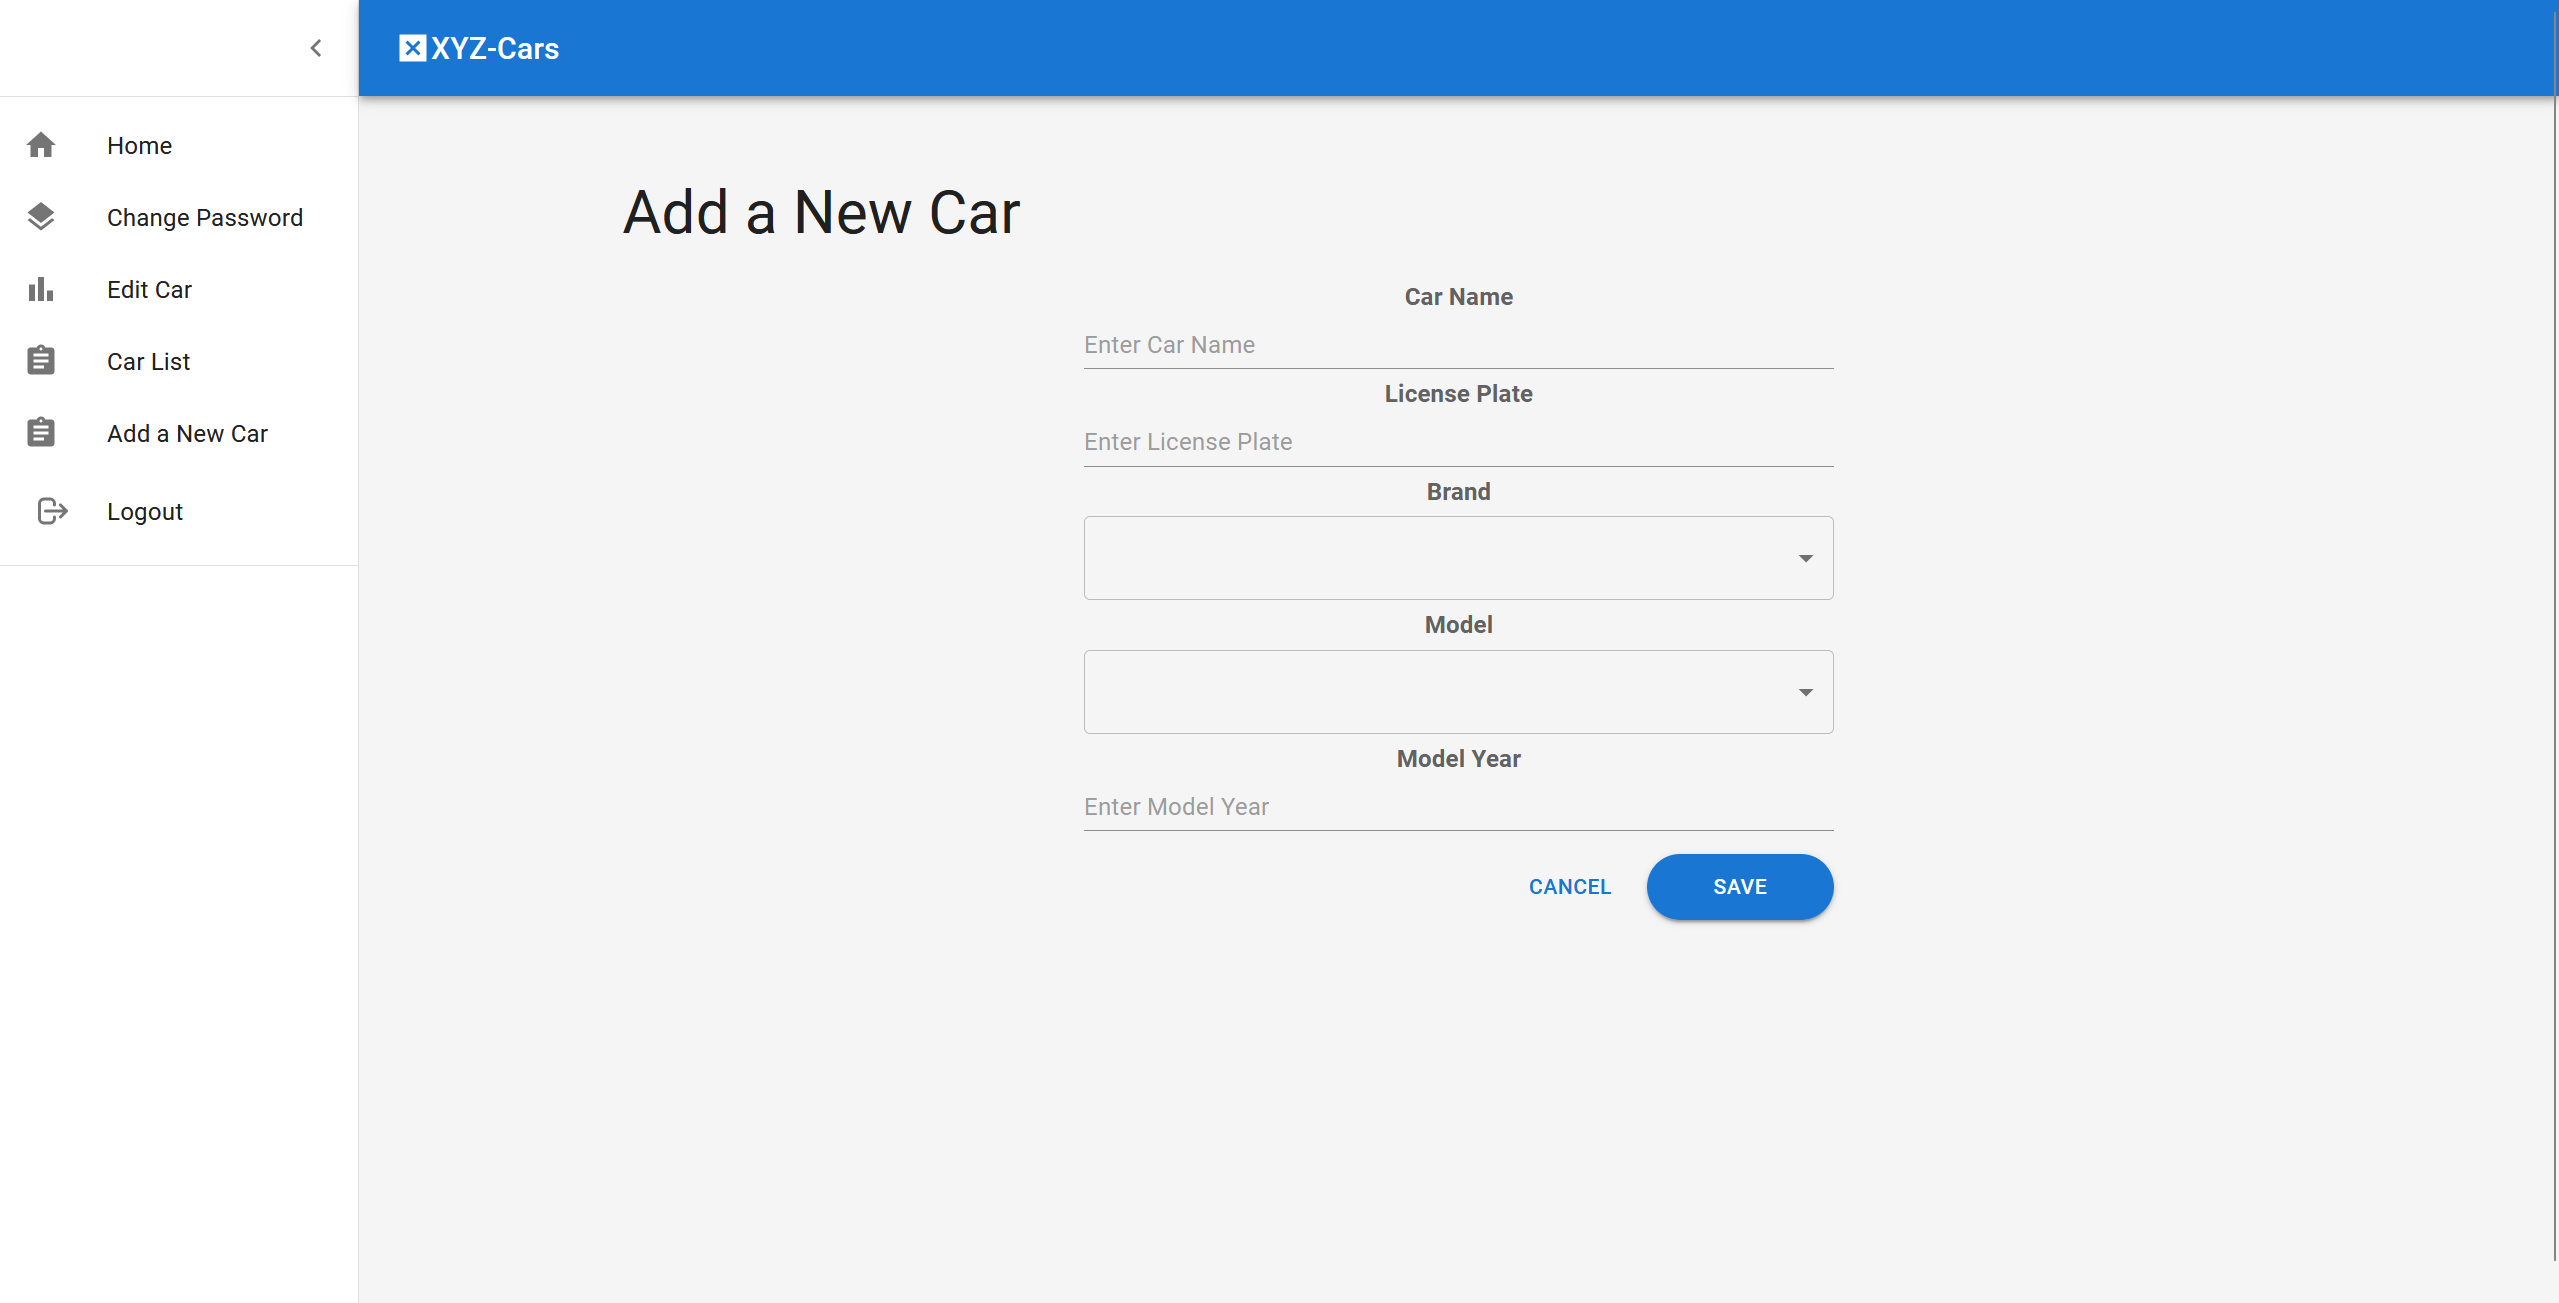 XYZ-Cars
Home
Change Password
Edit Car
Car List
Add a New Car
Logout
Add a New Car
Car Name
Enter Car Name
License Plate
Enter License Plate
Brand
Model
Model Year
Enter Model Year
CANCEL SAVE